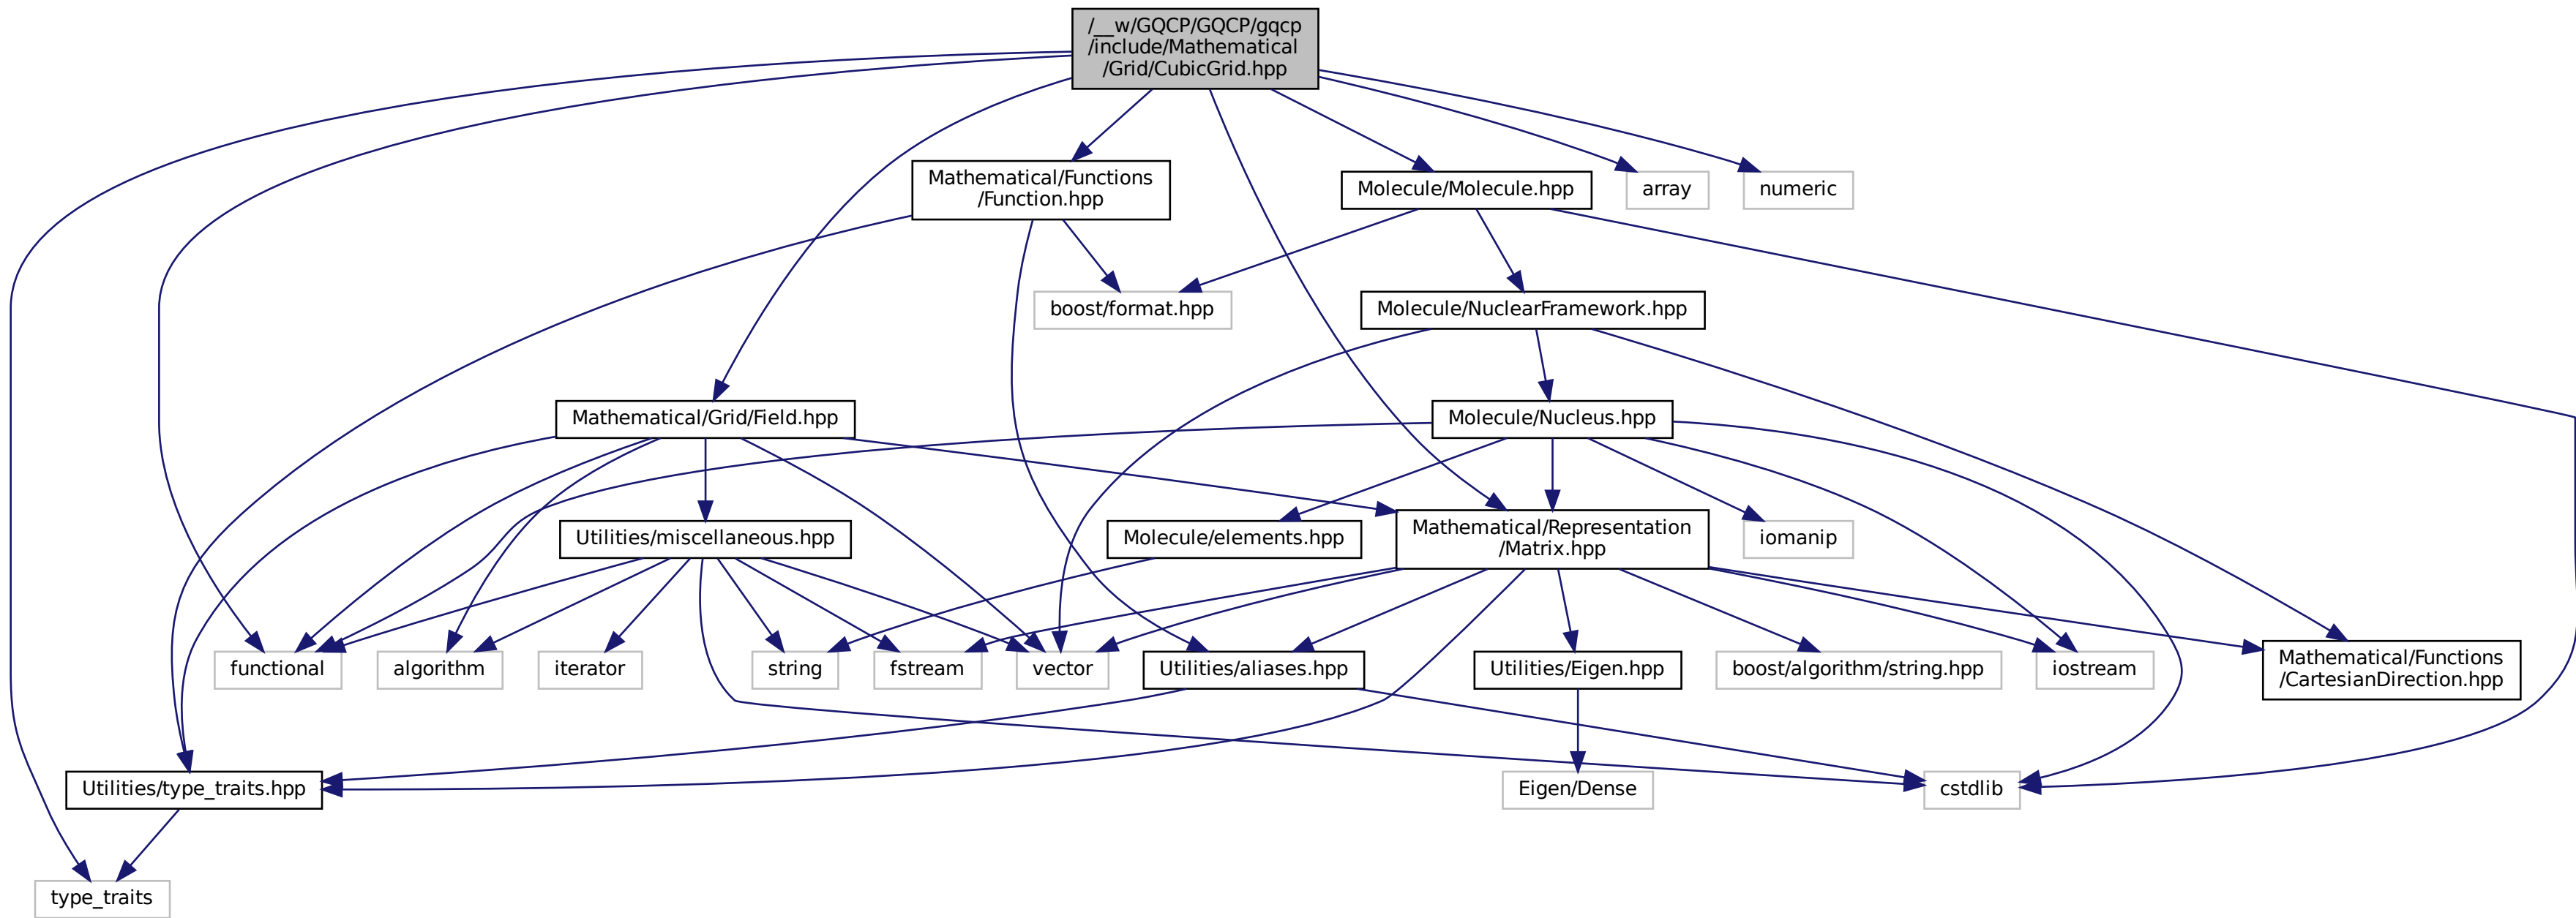 /__w/GQCP/GQCP/gqcp
/include/Mathematical
/Grid/CubicGrid.hpp
Mathematical/Functions
/Function.hpp
Molecule/Molecule.hpp
array
numeric
boost/format.hpp
Molecule/NuclearFramework.hpp
Mathematical/Grid/Field.hpp
Molecule/Nucleus.hpp
Utilities/miscellaneous.hpp
Molecule/elements.hpp
Mathematical/Representation
/Matrix.hpp
iomanip
functional
algorithm
iterator
string
fstream
vector
Utilities/aliases.hpp
Utilities/Eigen.hpp
boost/algorithm/string.hpp
iostream
Mathematical/Functions
/CartesianDirection.hpp
Utilities/type_traits.hpp
Eigen/Dense
cstdlib
type_traits